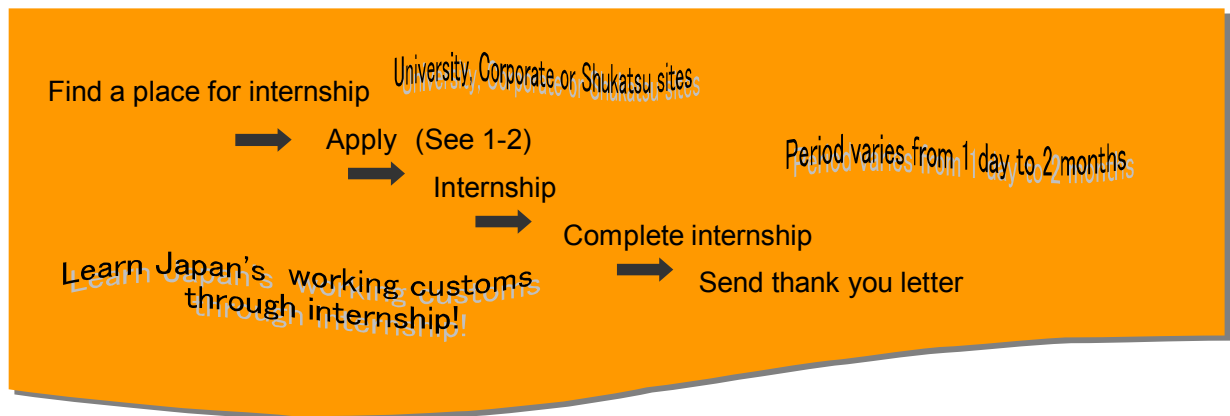 University, Corporate or Shukatsu sites
Find a place for internship
Apply (See 1-2)
Period varies from 1 day to 2 months
Internship
Complete internship
Learn Japan's working customs
through internship!
Send thank you letter